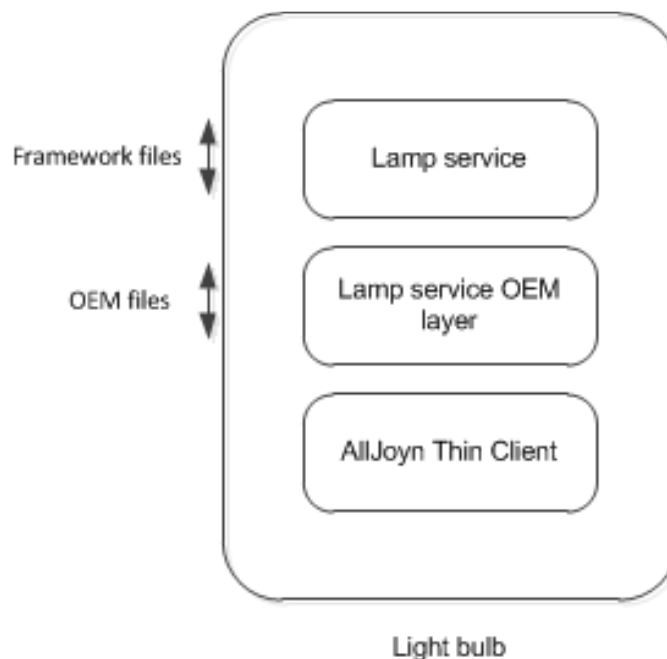 Framework files
Lamp service
OEM files
Lamp service OEM
layer
AllJoyn Thin Client
Light bulb